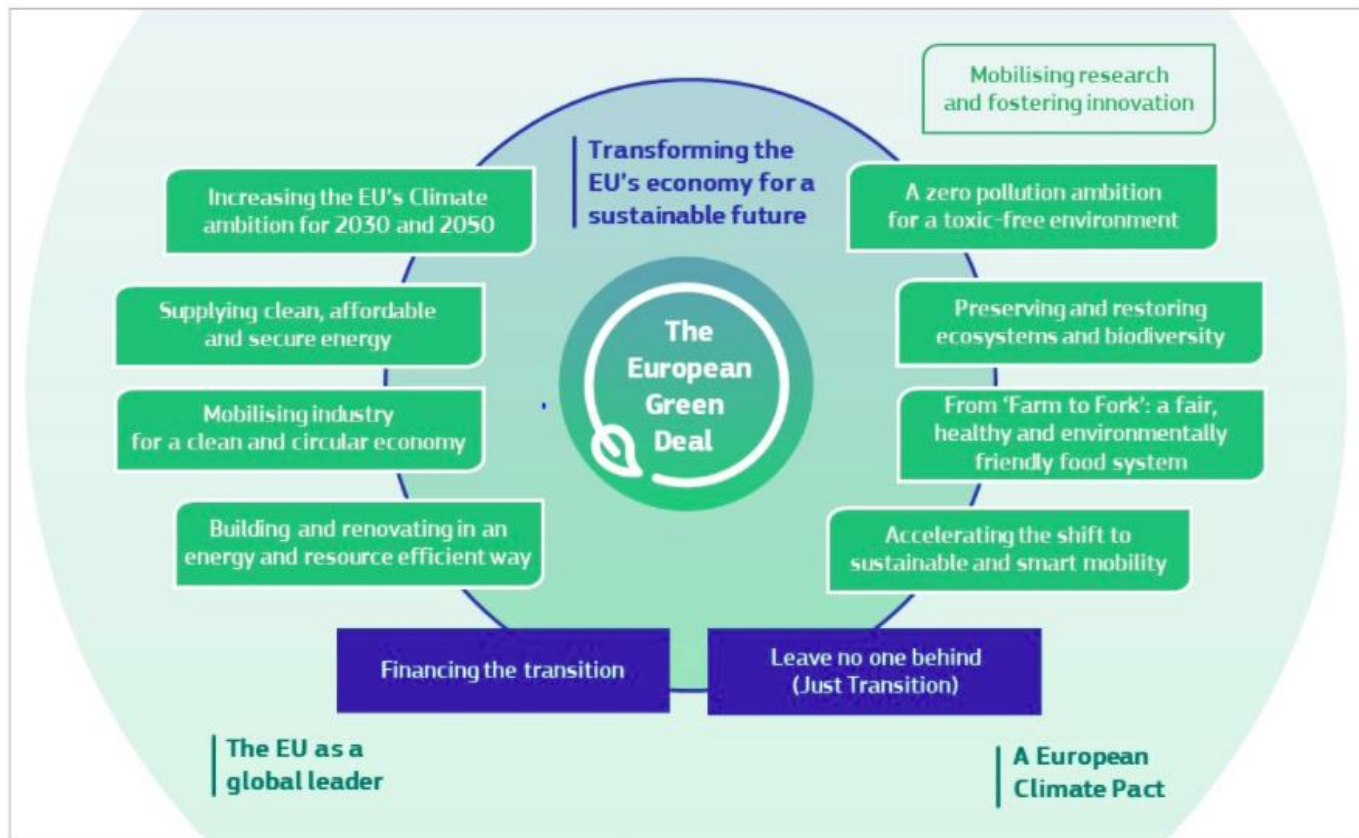 Mobilising research
and fostering innovation
Transforming the
EU's economy for a
sustainable future
Increasing the EU's Climate
ambition for 2030 and 2050
A zero pollution ambition
for a toxic-free environment
Supplying clean, affordable
and secure energy
Preserving and restoring
ecosystems and biodiversity
The
European
Green
Deal
Mobilising industry
for a clean and circular economy
From ‘Farm to Fork’: a fair,
healthy and environmentally
friendly food system
Building and renovating in an
energy and resource efficient way
Accelerating the shift to
sustainable and smart mobility
Financing the transition
Leave no one behind
(Just Transition)
The EU as a
global leader
A European
Climate Pact